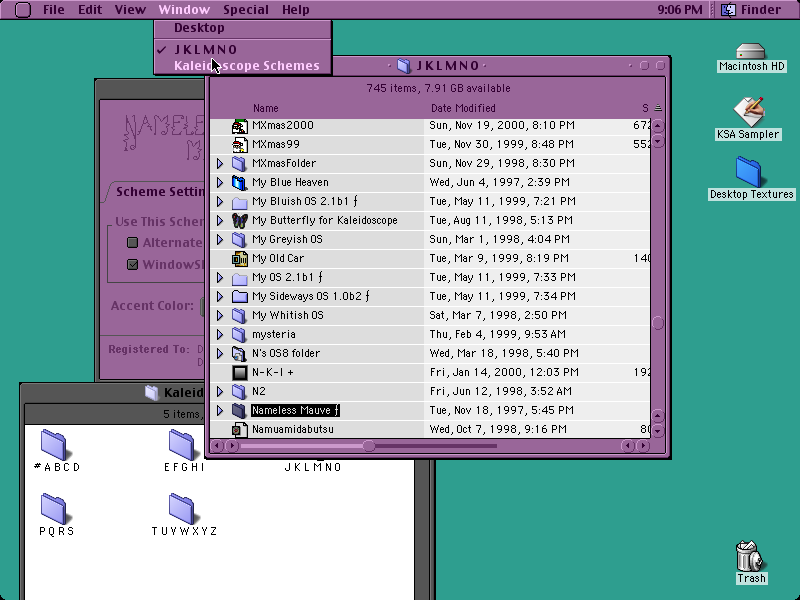 File Edit View Window Special Help 9:06 PM Finder
Desktop
✓ J K L M N O
Kaleidoscope Schemes
J K L M N O
745 items, 7.91 GB available
Name Date Modified S
MXmas2000 Sun, Nov 19, 2000, 8:10 PM 672
MXmas99 Tue, Nov 30, 1999, 8:48 PM 552
MXmasFolder Sun, Nov 29, 1998, 8:30 PM
My Blue Heaven Wed, Jun 4, 1997, 2:39 PM
My Bluish OS 2.1b1 ƒ Tue, May 11, 1999, 7:21 PM
My Butterfly for Kaleidoscope Tue, Aug 11, 1998, 5:13 PM
My Greyish OS Sun, Mar 1, 1998, 4:04 PM
My Old Car Tue, Mar 9, 1999, 8:19 PM 140
My OS 2.1b1 ƒ Tue, May 11, 1999, 7:33 PM
My Sideways OS 1.0b2 ƒ Tue, May 11, 1999, 7:34 PM
My Whitish OS Sat, Mar 7, 1998, 2:50 PM
mysteria Thu, Feb 4, 1999, 9:53 AM
N's OS8 folder Wed, Mar 18, 1998, 5:40 PM
N-K-I + Fri, Jan 14, 2000, 12:03 PM 192
N2 Fri, Jun 12, 1998, 3:52 AM
Nameless Mauve ƒ Tue, Nov 18, 1997, 5:45 PM
Namuamidabutsu Wed, Oct 7, 1998, 9:16 PM 80
NAMELE
M
Scheme Settin
Use This Schem
Alternate
WindowSh
Accent Color:
Registered To: D
Kaleid
5 items,
#ABCD EFGHI JKLMNO
PQRS TUVWXYZ
Macintosh HD
KSA Sampler
Desktop Textures
Trash